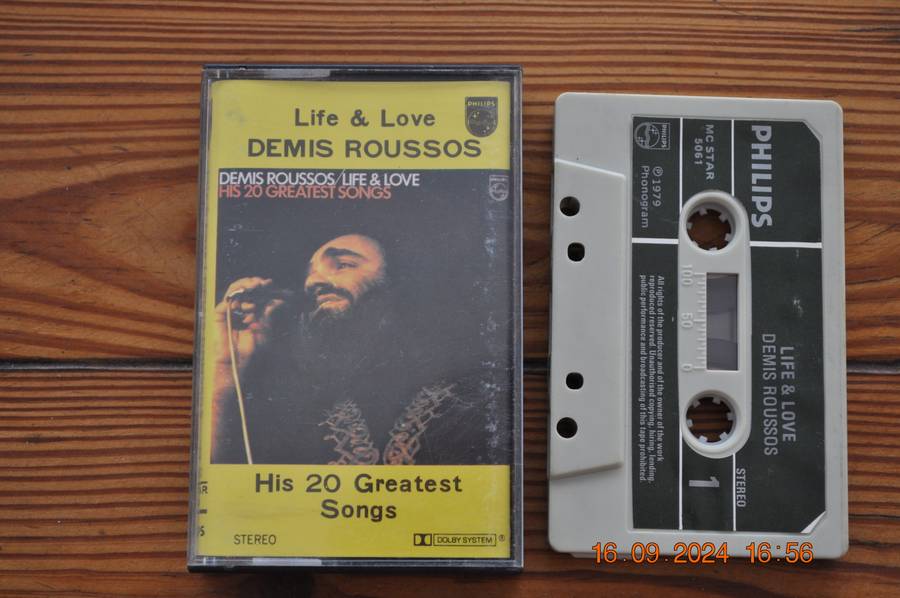 Life & Love
PHILIPS
DEMIS ROUSSOS
DEMIS ROUSSOS/LIFE & LOVE
HIS 20 GREATEST SONGS
His 20 Greatest
Songs
STEREO
DOLBY SYSTEM®
PHILIPS
MC STAR
5061
PHILIPS
℗ 1979
Phonogram
LIFE & LOVE
DEMIS ROUSSOS
All rights of the producer and of the owner of the work
reproduced reserved. Unauthorised copying, hiring, lending,
public performance and broadcasting of this tape prohibited.
100 50 0
STEREO
1
16.09.2024 16:56